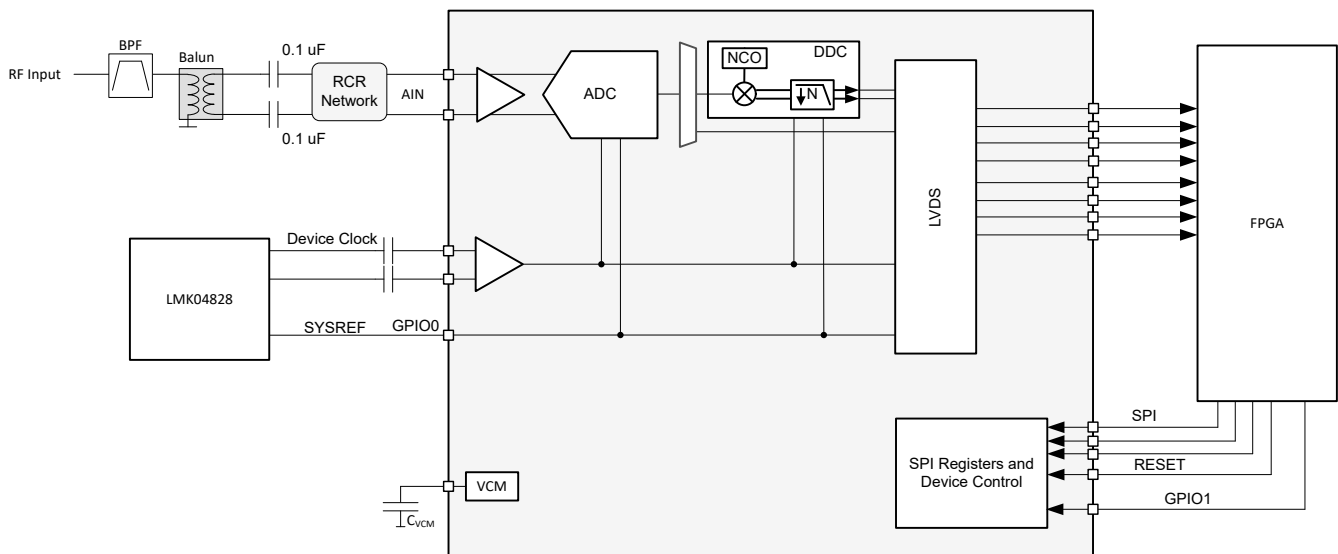 BPF
Balun
0.1 uF
RF Input
RCR
Network
AIN
0.1 uF
ADC
NCO
DDC
N
LVDS
FPGA
Device Clock
LMK04828
SYSREF
GPIO0
VCM
CVCM
SPI Registers and
Device Control
SPI
RESET
GPIO1